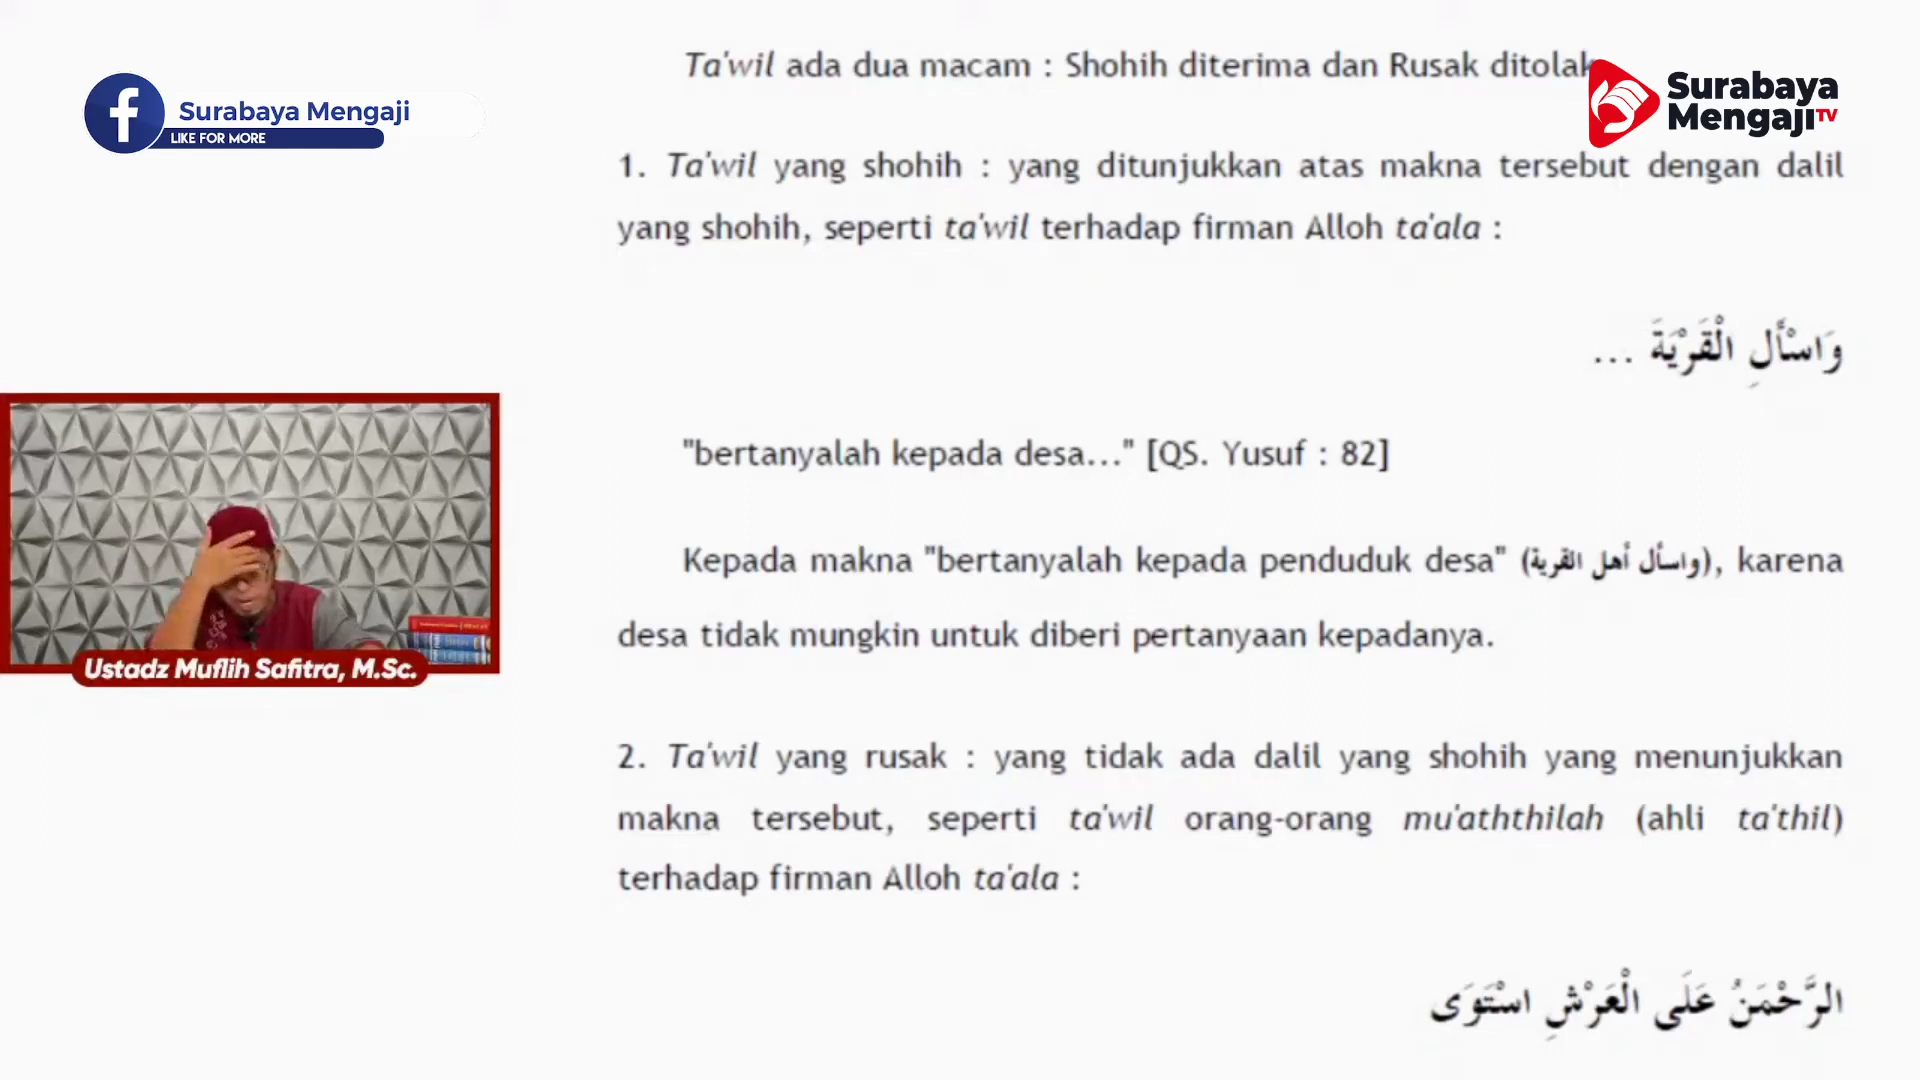 Ta'wil ada dua macam : Shohih diterima dan Rusak ditolak
Surabaya Mengaji
LIKE FOR MORE
Surabaya
MengajiTV
1. Ta'wil yang shohih : yang ditunjukkan atas makna tersebut dengan dalil
yang shohih, seperti ta'wil terhadap firman Alloh ta'ala :
وَاسْأَلِ الْقَرْيَةَ ...
"bertanyalah kepada desa..." [QS. Yusuf : 82]
Kepada makna "bertanyalah kepada penduduk desa" (واسأل أهل القرية), karena
desa tidak mungkin untuk diberi pertanyaan kepadanya.
Ustadz Muflih Safitra, M.Sc.
2. Ta'wil yang rusak : yang tidak ada dalil yang shohih yang menunjukkan
makna tersebut, seperti ta'wil orang-orang mu'aththilah (ahli ta'thil)
terhadap firman Alloh ta'ala :
الرَّحْمَنُ عَلَى الْعَرْشِ اسْتَوَى